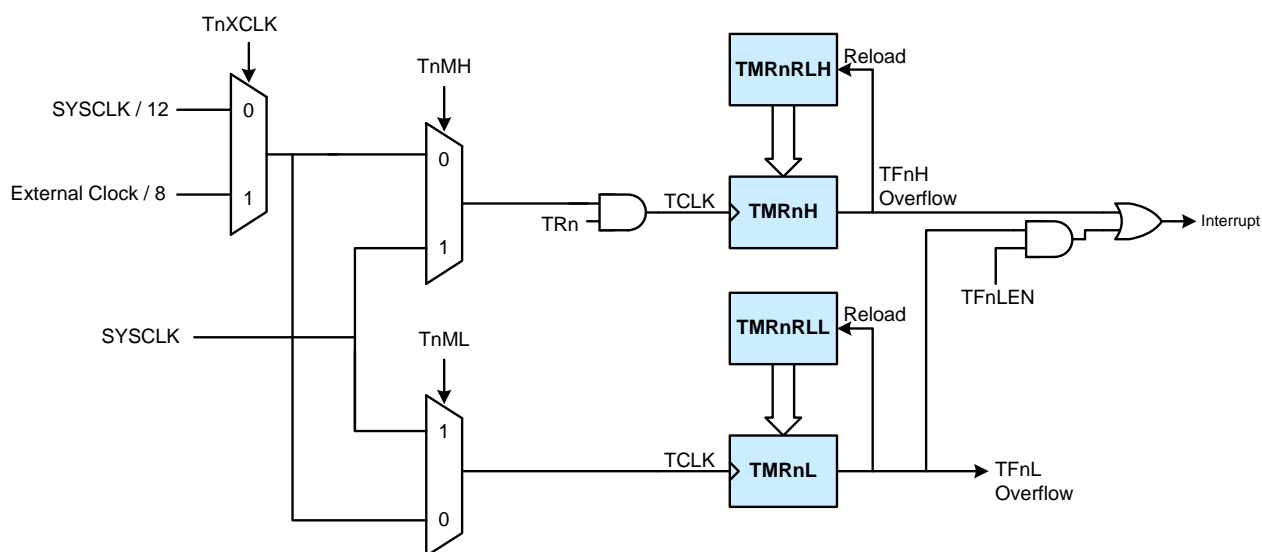 TnXCLK
TMRnRLH
Reload
TnMH
SYSCLK / 12
0
0
External Clock / 8
1
TFnH
Overflow
TCLK
TMRnH
TRn
Interrupt
1
TFnLEN
TMRnRLL
Reload
SYSCLK
TnML
1
TCLK
TMRnL
TFnL
Overflow
0